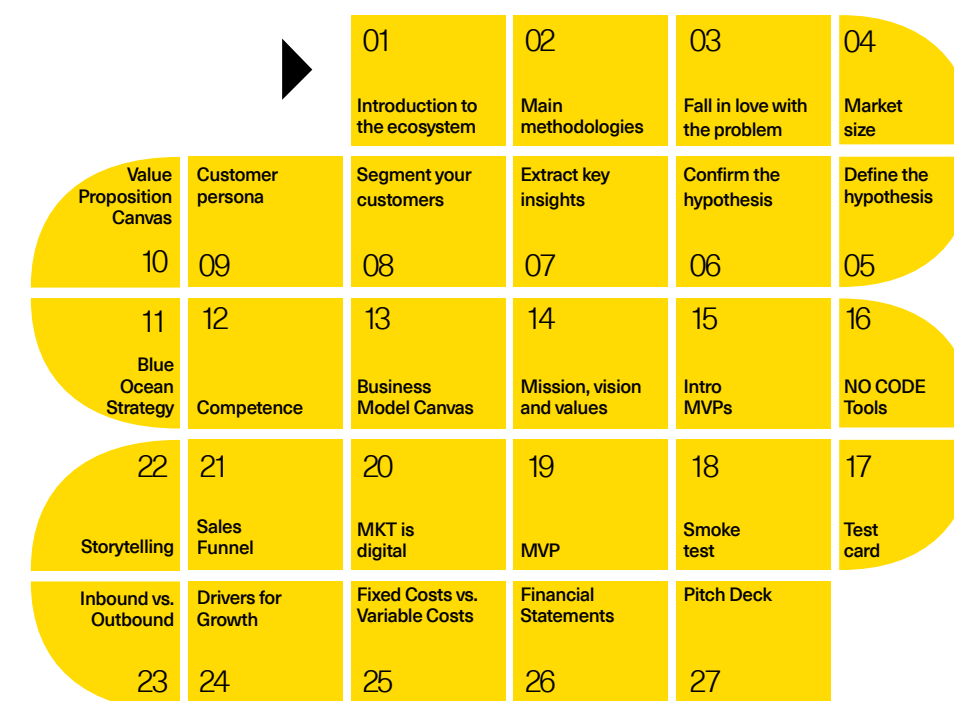 01
Introduction to
the ecosystem
02
Main
methodologies
03
Fall in love with
the problem
04
Market
size
Define the
hypothesis
05
Confirm the
hypothesis
06
Extract key
insights
07
Segment your
customers
08
Customer
persona
09
Value
Proposition
Canvas
10
11
Blue
Ocean
Strategy
12
Competence
13
Business
Model Canvas
14
Mission, vision
and values
15
Intro
MVPs
16
NO CODE
Tools
17
Test
card
18
Smoke
test
19
MVP
20
MKT is
digital
21
Sales
Funnel
22
Storytelling
Inbound vs.
Outbound
23
Drivers for
Growth
24
Fixed Costs vs.
Variable Costs
25
Financial
Statements
26
Pitch Deck
27